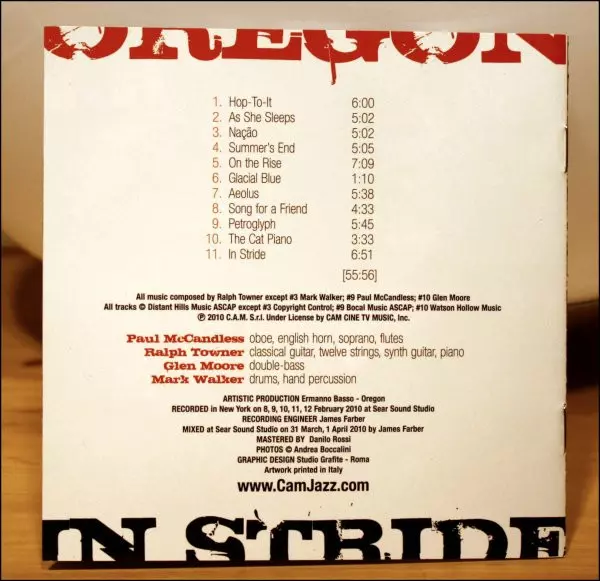 OREGON
1. Hop-To-It 6:00
2. As She Sleeps 5:02
3. Nação 5:02
4. Summer's End 5:05
5. On the Rise 7:09
6. Glacial Blue 1:10
7. Aeolus 5:38
8. Song for a Friend 4:33
9. Petroglyph 5:45
10. The Cat Piano 3:33
11. In Stride 6:51
[55:56]
All music composed by Ralph Towner except #3 Mark Walker; #9 Paul McCandless; #10 Glen Moore
All tracks © Distant Hills Music ASCAP except #3 Copyright Control; #9 Bocal Music ASCAP; #10 Watson Hollow Music
℗ 2010 C.A.M. S.r.l. Under License by CAM CINE TV MUSIC, Inc.
Paul McCandless oboe, english horn, soprano, flutes
Ralph Towner classical guitar, twelve strings, synth guitar, piano
Glen Moore double-bass
Mark Walker drums, hand percussion
ARTISTIC PRODUCTION Ermanno Basso - Oregon
RECORDED in New York on 8, 9, 10, 11, 12 February 2010 at Sear Sound Studio
RECORDING ENGINEER James Farber
MIXED at Sear Sound Studio on 31 March, 1 April 2010 by James Farber
MASTERED BY Danilo Rossi
PHOTOS © Andrea Boccalini
GRAPHIC DESIGN Studio Grafite - Roma
Artwork printed in Italy
www.CamJazz.com
IN STRIDE